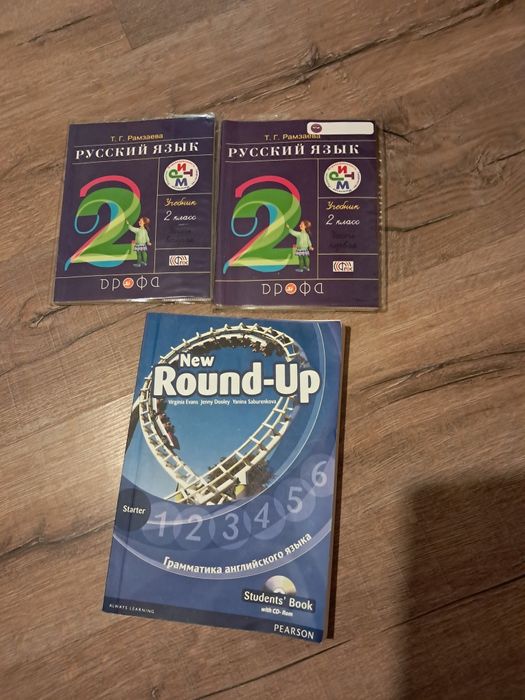 Т. Г. Рамзаева
РУССКИЙ ЯЗЫК
РИТМ
2
Учебник
2 класс
ДРОФА
Т. Г. Рамзаева
РУССКИЙ ЯЗЫК
РИТМ
2
Учебник
2 класс
ДРОФА
New
Round-Up
Virginia Evans Jenny Dooley Yanina Saburenkova
Starter 1 2 3 4 5 6
Грамматика английского языка
Students' Book
with CD-Rom
ALWAYS LEARNING
PEARSON